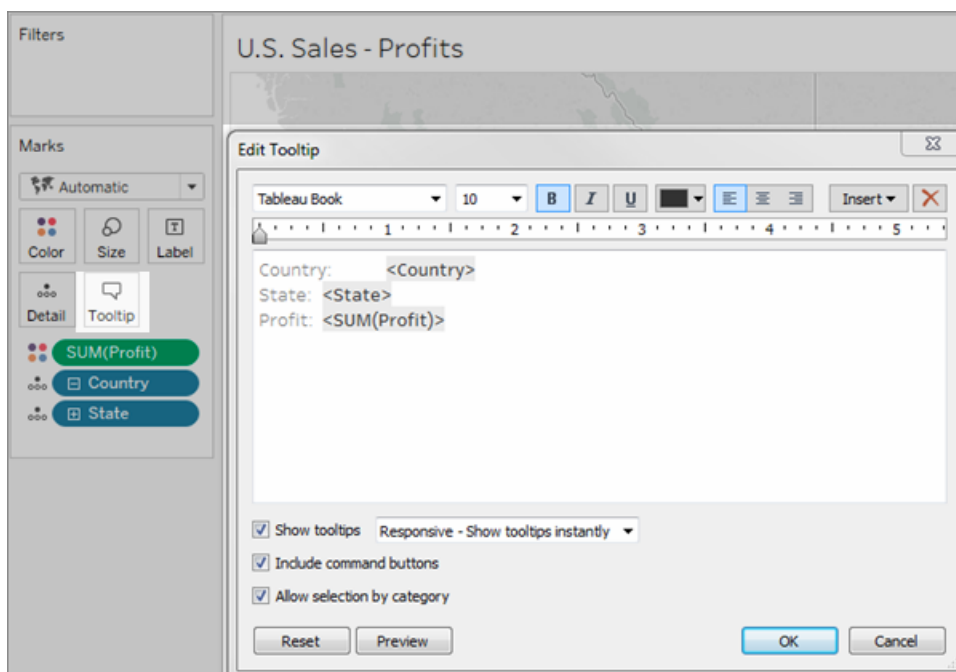 Filters
U.S. Sales - Profits
Marks
Automatic
Color Size Label
Detail Tooltip
SUM(Profit)
Country
State
Edit Tooltip
Tableau Book 10 B I U Insert
1 2 3 4 5
Country: <Country>
State: <State>
Profit: <SUM(Profit)>
Show tooltips Responsive - Show tooltips instantly
Include command buttons
Allow selection by category
Reset Preview OK Cancel